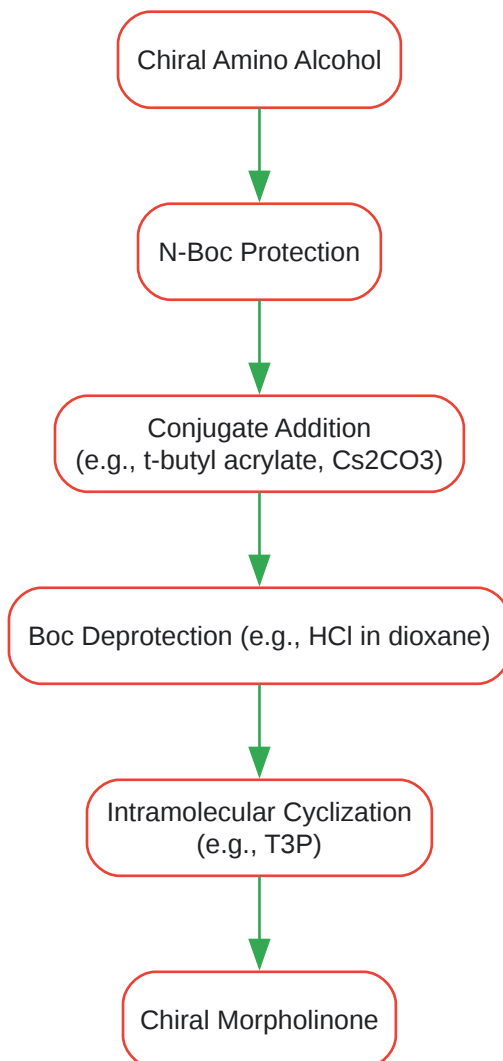 Chiral Amino Alcohol
N-Boc Protection
Conjugate Addition
(e.g., t-butyl acrylate, Cs2CO3)
Boc Deprotection (e.g., HCl in dioxane)
Intramolecular Cyclization
(e.g., T3P)
Chiral Morpholinone